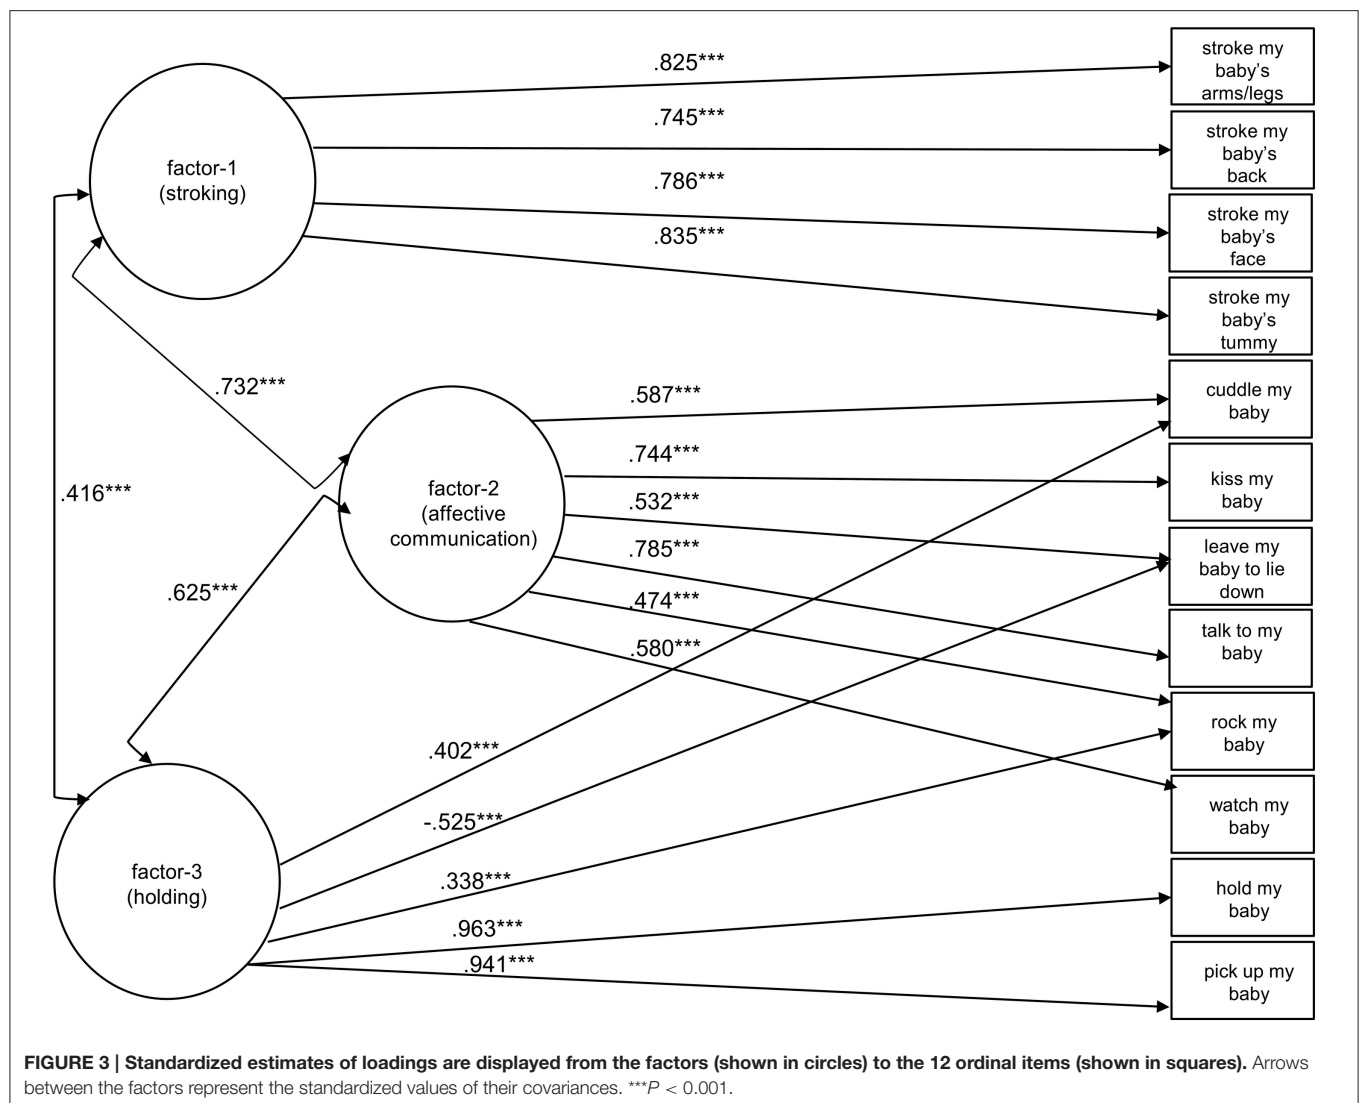 .825***
.745***
.786***
.835***
factor-1
(stroking)
stroke my
baby's
arms/legs
stroke my
baby's
back
stroke my
baby's
face
stroke my
baby's
tummy
.732***
.416***
.625***
factor-2
(affective
communication)
.587***
.744***
.532***
.785***
.474***
.580***
cuddle my
baby
kiss my
baby
leave my
baby to lie
down
talk to my
baby
rock my
baby
watch my
baby
hold my
baby
pick up my
baby
factor-3
(holding)
.402***
-.525***
.338***
.963***
.941***
FIGURE 3 | Standardized estimates of loadings are displayed from the factors (shown in circles) to the 12 ordinal items (shown in squares). Arrows
between the factors represent the standardized values of their covariances. ***P < 0.001.